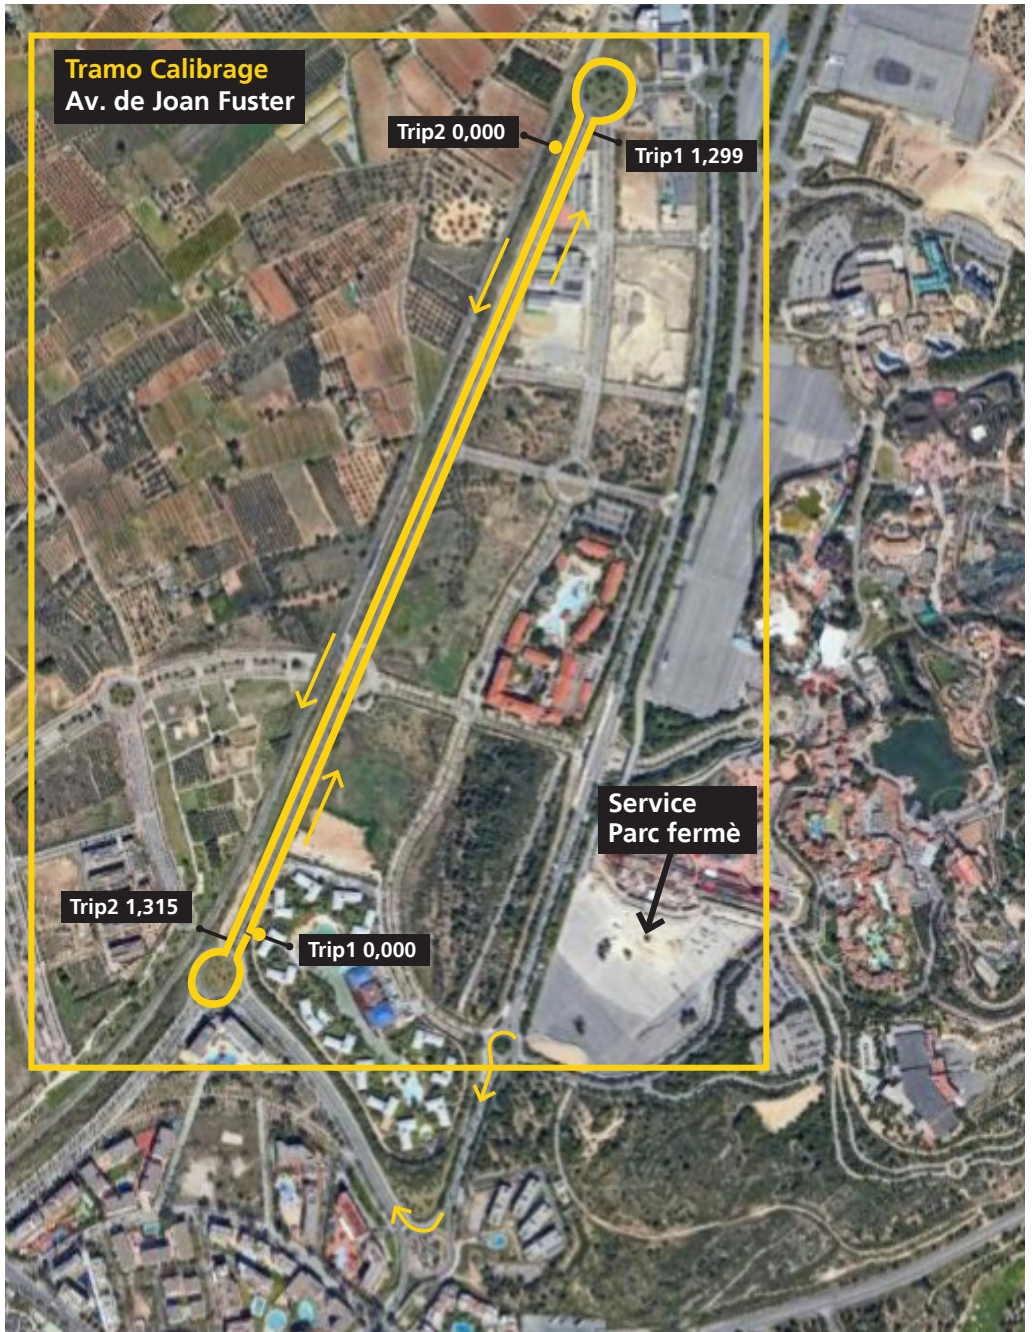 Tramo Calibrage
Av. de Joan Fuster
Trip2 0,000
Trip1 1,299
Service
Parc fermè
Trip2 1,315
Trip1 0,000